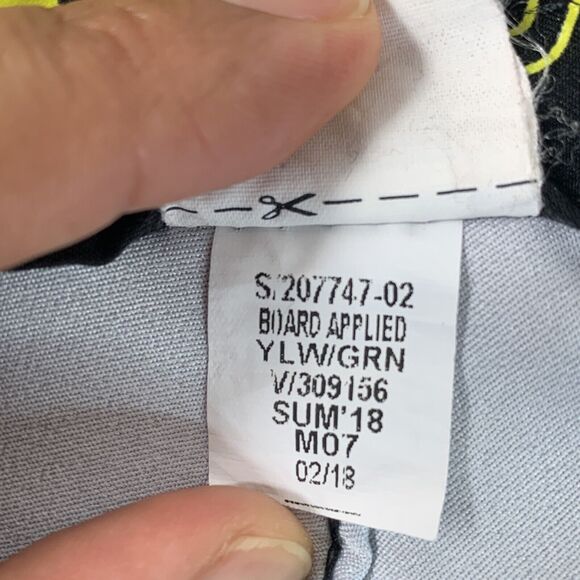 S/207747-02
BOARD APPLIED
YLW/GRN
V/309156
SUM'18
M07
02/18